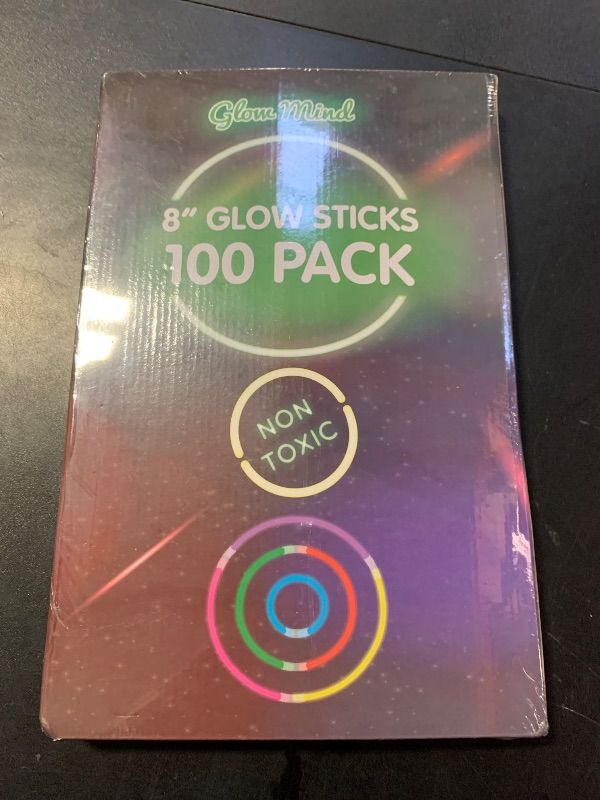 Glow Mind
8" GLOW STICKS
100 PACK
NON
TOXIC